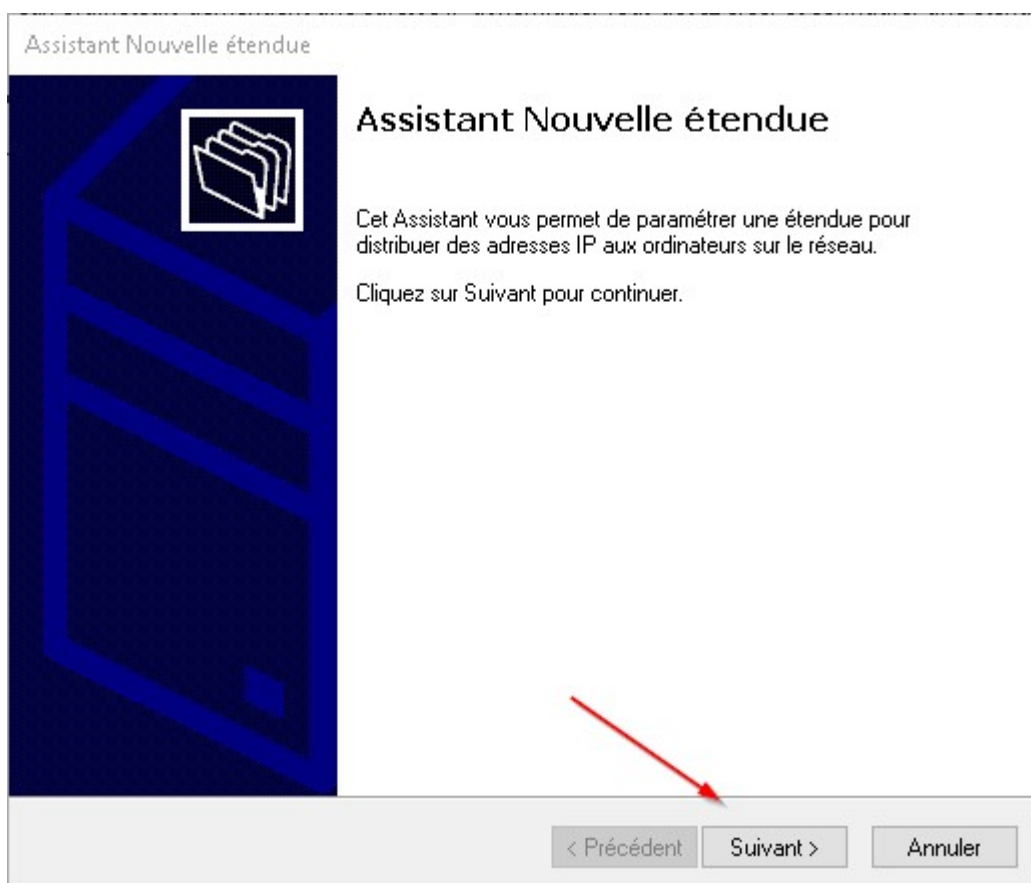 Assistant Nouvelle étendue
Assistant Nouvelle étendue
Cet Assistant vous permet de paramétrer une étendue pour
distribuer des adresses IP aux ordinateurs sur le réseau.
Cliquez sur Suivant pour continuer.
< Précédent
Suivant >
Annuler